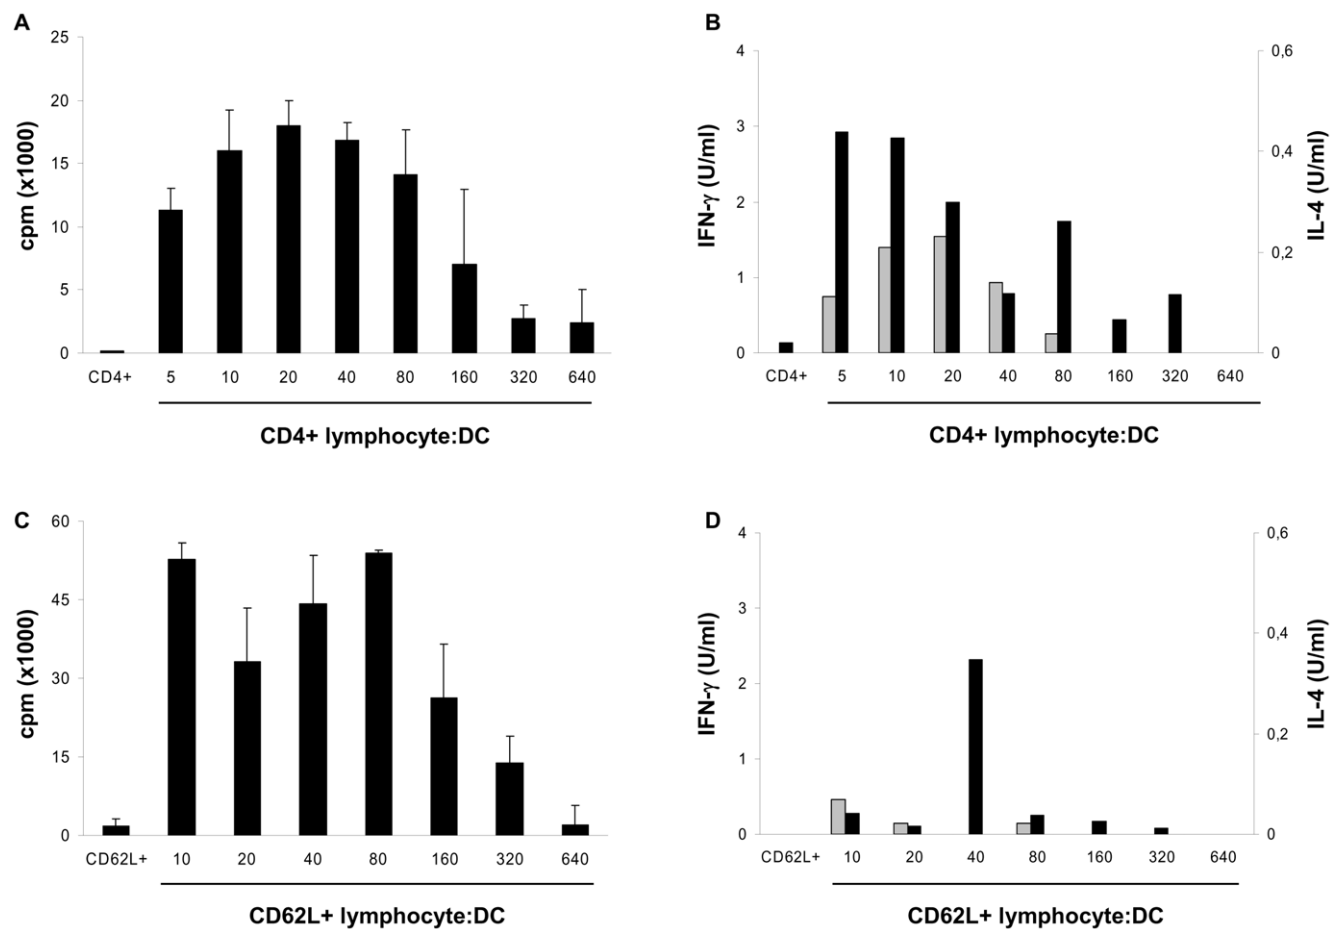 A
25
20
15
10
5
0
cpm (x1000)
CD4+ 5 10 20 40 80 160 320 640
CD4+ lymphocyte:DC
B
4
3
2
1
0
IFN-γ (U/ml)
0,6
0,4
0,2
0
IL-4 (U/ml)
CD4+ 5 10 20 40 80 160 320 640
CD4+ lymphocyte:DC
C
60
45
30
15
0
cpm (x1000)
CD62L+ 10 20 40 80 160 320 640
CD62L+ lymphocyte:DC
D
4
3
2
1
0
IFN-γ (U/ml)
0,6
0,4
0,2
0
IL-4 (U/ml)
CD62L+ 10 20 40 80 160 320 640
CD62L+ lymphocyte:DC